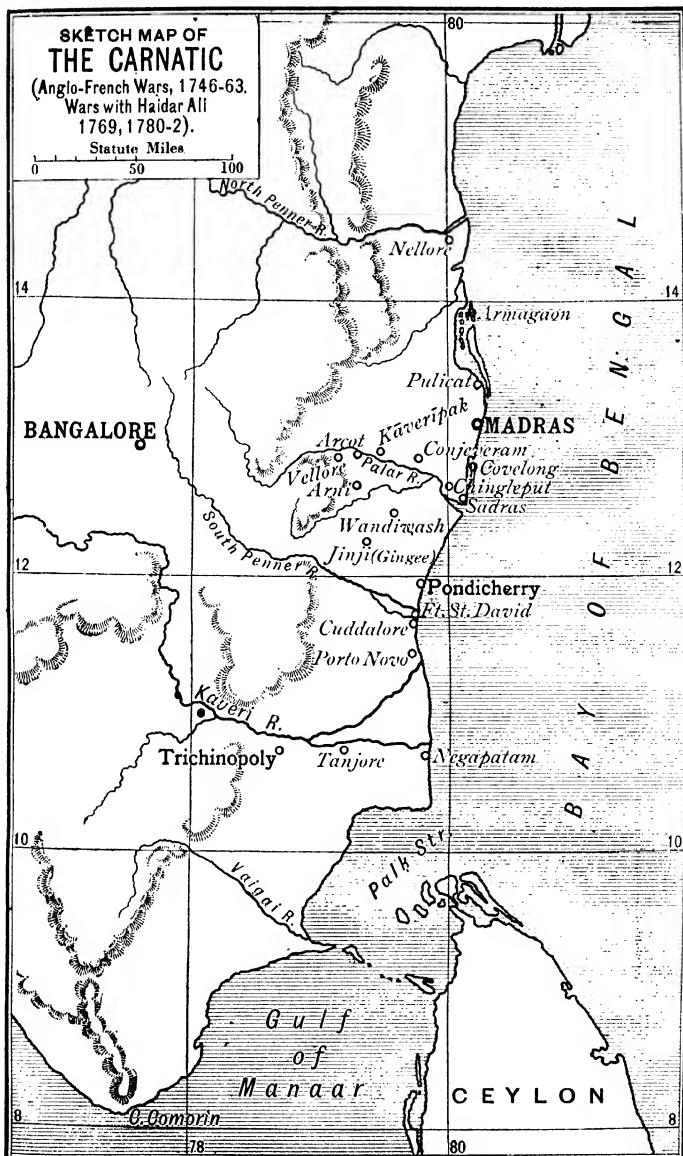 SKETCH MAP OF
THE CARNATIC
(Anglo-French Wars, 1746-63.
Wars with Haidar Ali
1769, 1780-2).
Statute Miles
0 50 100
80
North Penner R.
Nellore
14
14
Armagaon
Pulicat
BANGALORE
MADRAS
Kāverīpak
Arcot
Conjeveram
Covelong
Vellore
Palar R.
Chingleput
Arni
Sadras
Wandiwash
South Penner R.
Jinji (Gingee)
12
12
Pondicherry
Ft. St. David
Cuddalore
Porto Novo
Kaveri R.
Trichinopoly
Tanjore
Negapatam
BAY OF BENGAL
10
10
Palk Str.
Vaigai R.
Gulf
of
Manaar
CEYLON
C. Comorin
8
8
78
80